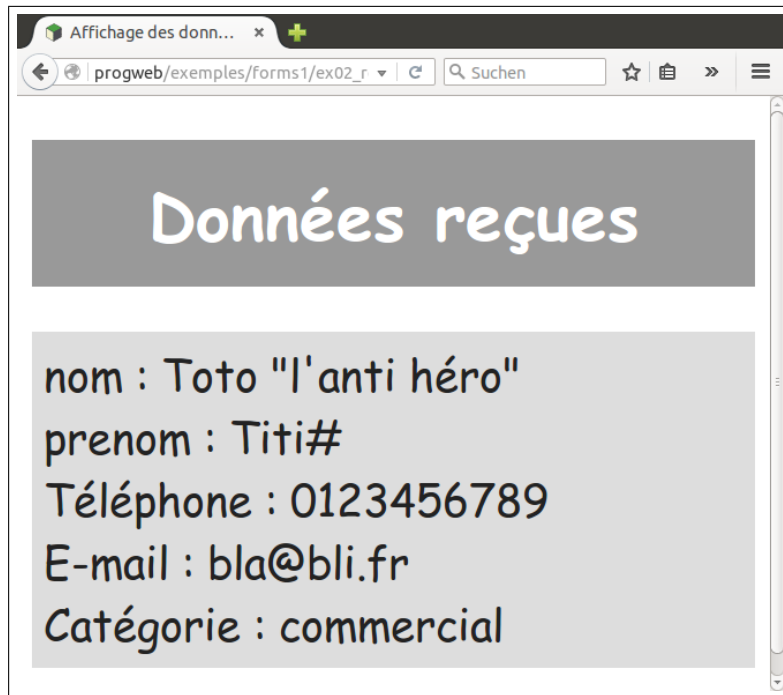 Affichage des donn...
progweb/exemples/forms1/ex02_r
Suchen
Données reçues
nom : Toto "l'anti héro"
prenom : Titi#
Téléphone : 0123456789
E-mail : bla@bli.fr
Catégorie : commercial